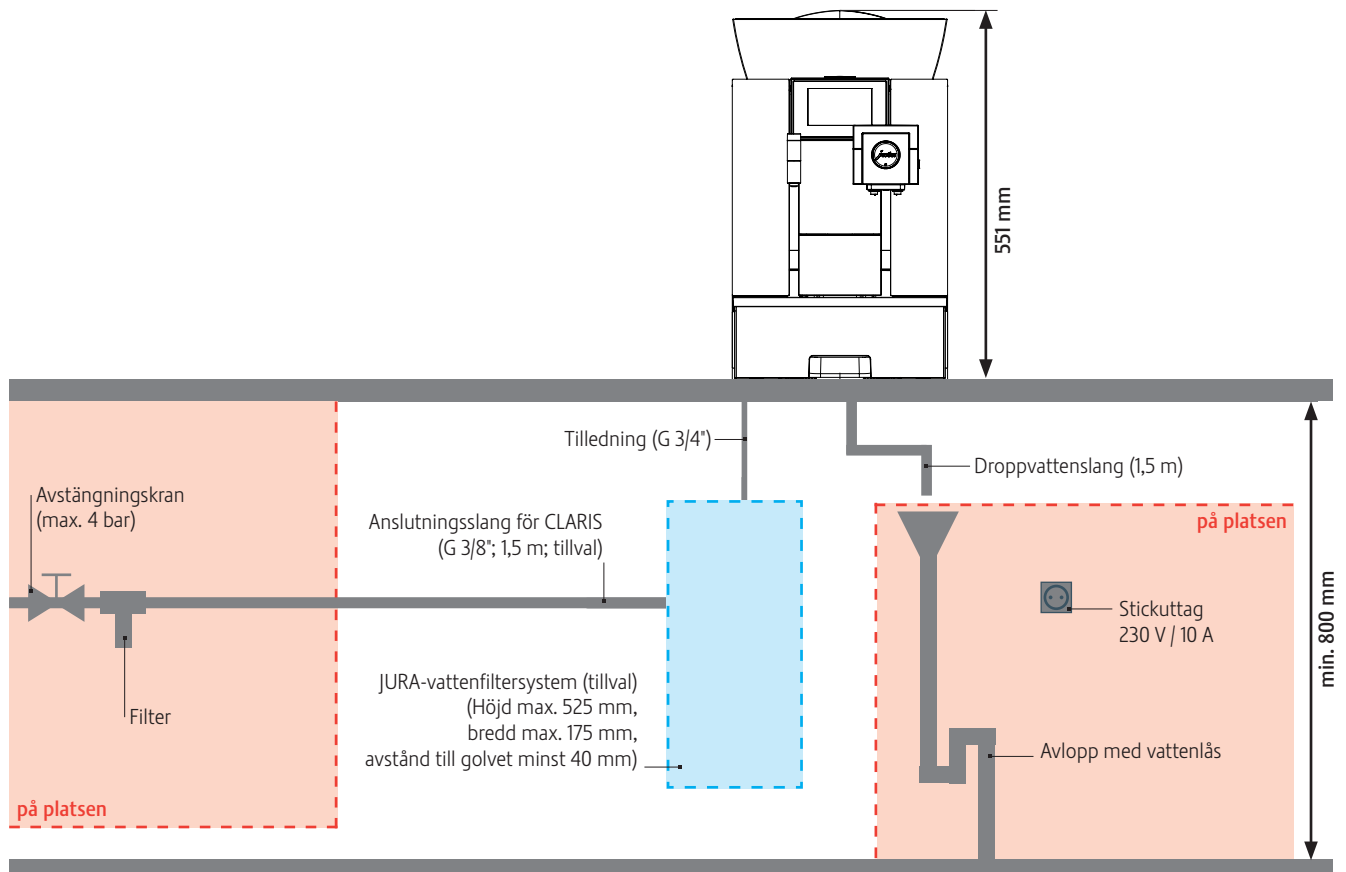 551 mm
Tilledning (G 3/4")
Droppvattenslang (1,5 m)
Avstängningskran
(max. 4 bar)
Anslutningsslang för CLARIS
(G 3/8"; 1,5 m; tillval)
på platsen
Stickuttag
230 V / 10 A
min. 800 mm
JURA-vattenfiltersystem (tillval)
(Höjd max. 525 mm,
bredd max. 175 mm,
avstånd till golvet minst 40 mm)
Filter
Avlopp med vattenlås
på platsen
jura